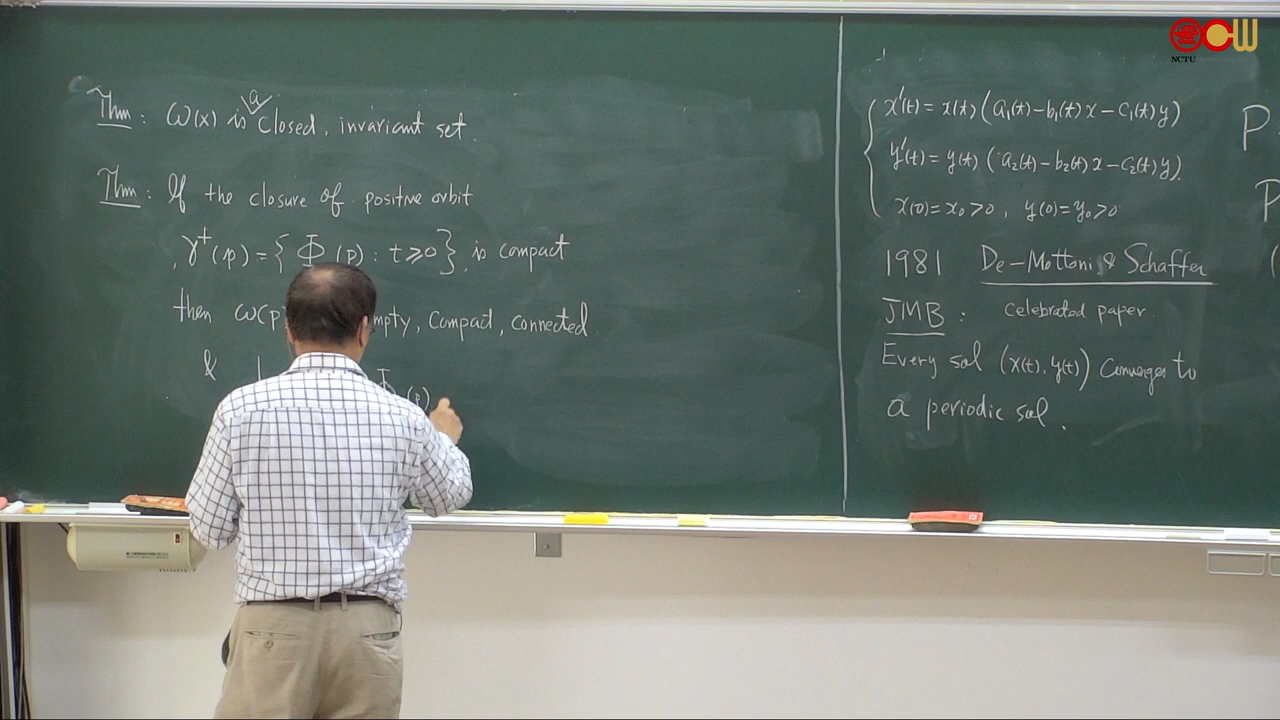 Thm: ω(x) is a closed, invariant set.
Thm: If the closure of positive orbit
γ⁺(p) = { Φ (p) : t ≥ 0 }, is compact
then ω(p) mpty, compact, connected
& Φ (p)
x'(t) = x(t) (a₁(t) - b₁(t) x - c₁(t) y)
y'(t) = y(t) (a₂(t) - b₂(t) x - c₂(t) y).
x(0) = x₀ > 0, y(0) = y₀ > 0
1981 De-Mottoni & Schaffer
JMB: celebrated paper
Every sol (x(t), y(t)) converges to
a periodic sol.
P
P
(
NCTU
OCW